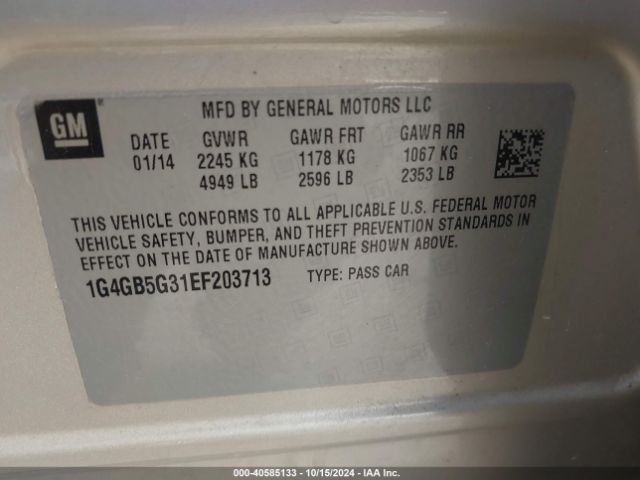 GM
MFD BY GENERAL MOTORS LLC
DATE GVWR GAWR FRT GAWR RR
01/14 2245 KG 1178 KG 1067 KG
4949 LB 2596 LB 2353 LB
THIS VEHICLE CONFORMS TO ALL APPLICABLE U.S. FEDERAL MOTOR
VEHICLE SAFETY, BUMPER, AND THEFT PREVENTION STANDARDS IN
EFFECT ON THE DATE OF MANUFACTURE SHOWN ABOVE.
1G4GB5G31EF203713 TYPE: PASS CAR
000-40585133 - 10/15/2024 - IAA Inc.